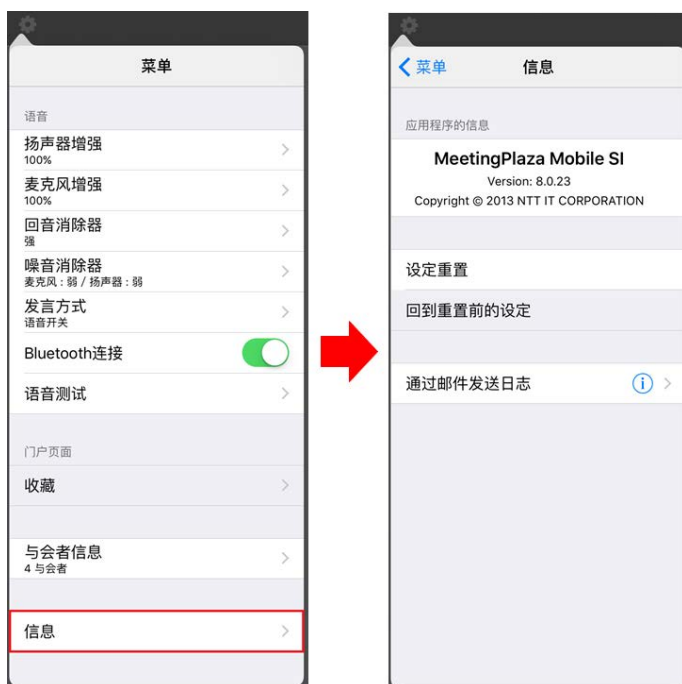 菜单
语音
扬声器增强
100%
麦克风增强
100%
回音消除器
强
噪音消除器
麦克风 : 弱 / 扬声器 : 弱
发言方式
语音开关
Bluetooth连接
语音测试
门户页面
收藏
与会者信息
4 与会者
信息
菜单
信息
应用程序的信息
MeetingPlaza Mobile SI
Version: 8.0.23
Copyright © 2013 NTT IT CORPORATION
设定重置
回到重置前的设定
通过邮件发送日志